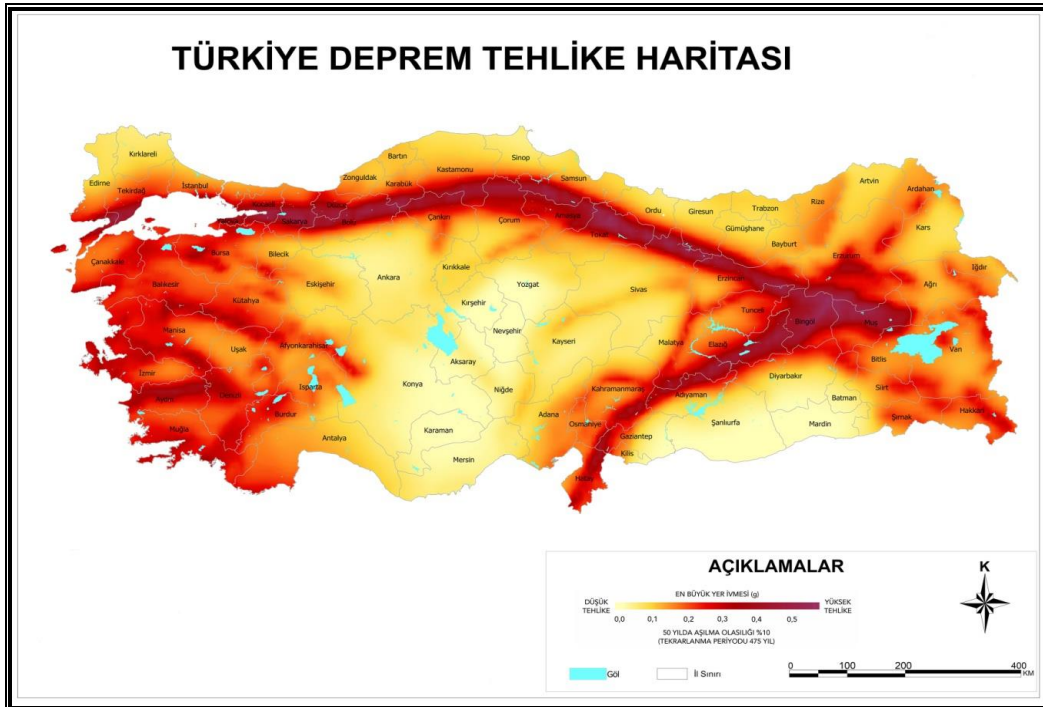 TÜRKİYE DEPREM TEHLİKE HARİTASI
Kırklareli
Edirne
Tekirdağ
İstanbul
Zonguldak
Bartın
Karabük
Kastamonu
Sinop
Samsun
Ordu
Giresun
Trabzon
Rize
Artvin
Ardahan
Kars
Gümüşhane
Bayburt
Erzurum
Iğdır
Ağrı
Kocaeli
Sakarya
Düzce
Bolu
Çankırı
Çorum
Amasya
Tokat
Çanakkale
Balıkesir
Bursa
Bilecik
Eskişehir
Ankara
Kırıkkale
Yozgat
Sivas
Erzincan
Tunceli
Bingöl
Muş
Kütahya
Kırşehir
Manisa
Uşak
Afyonkarahisar
Nevşehir
Kayseri
Malatya
Elazığ
Bitlis
Van
İzmir
Aksaray
Konya
Isparta
Niğde
Kahramanmaraş
Adıyaman
Diyarbakır
Batman
Siirt
Şırnak
Hakkari
Aydın
Denizli
Burdur
Muğla
Antalya
Karaman
Mersin
Adana
Osmaniye
Gaziantep
Kilis
Şanlıurfa
Mardin
Hatay
AÇIKLAMALAR
K
EN BÜYÜK YER İVMESİ (g)
DÜŞÜK TEHLİKE
YÜKSEK TEHLİKE
0,0 0,1 0,2 0,3 0,4 0,5
50 YILDA AŞILMA OLASILIĞI %10
(TEKRARLANMA PERİYODU 475 YIL)
Göl
İl Sınırı
0 100 200 400
KM